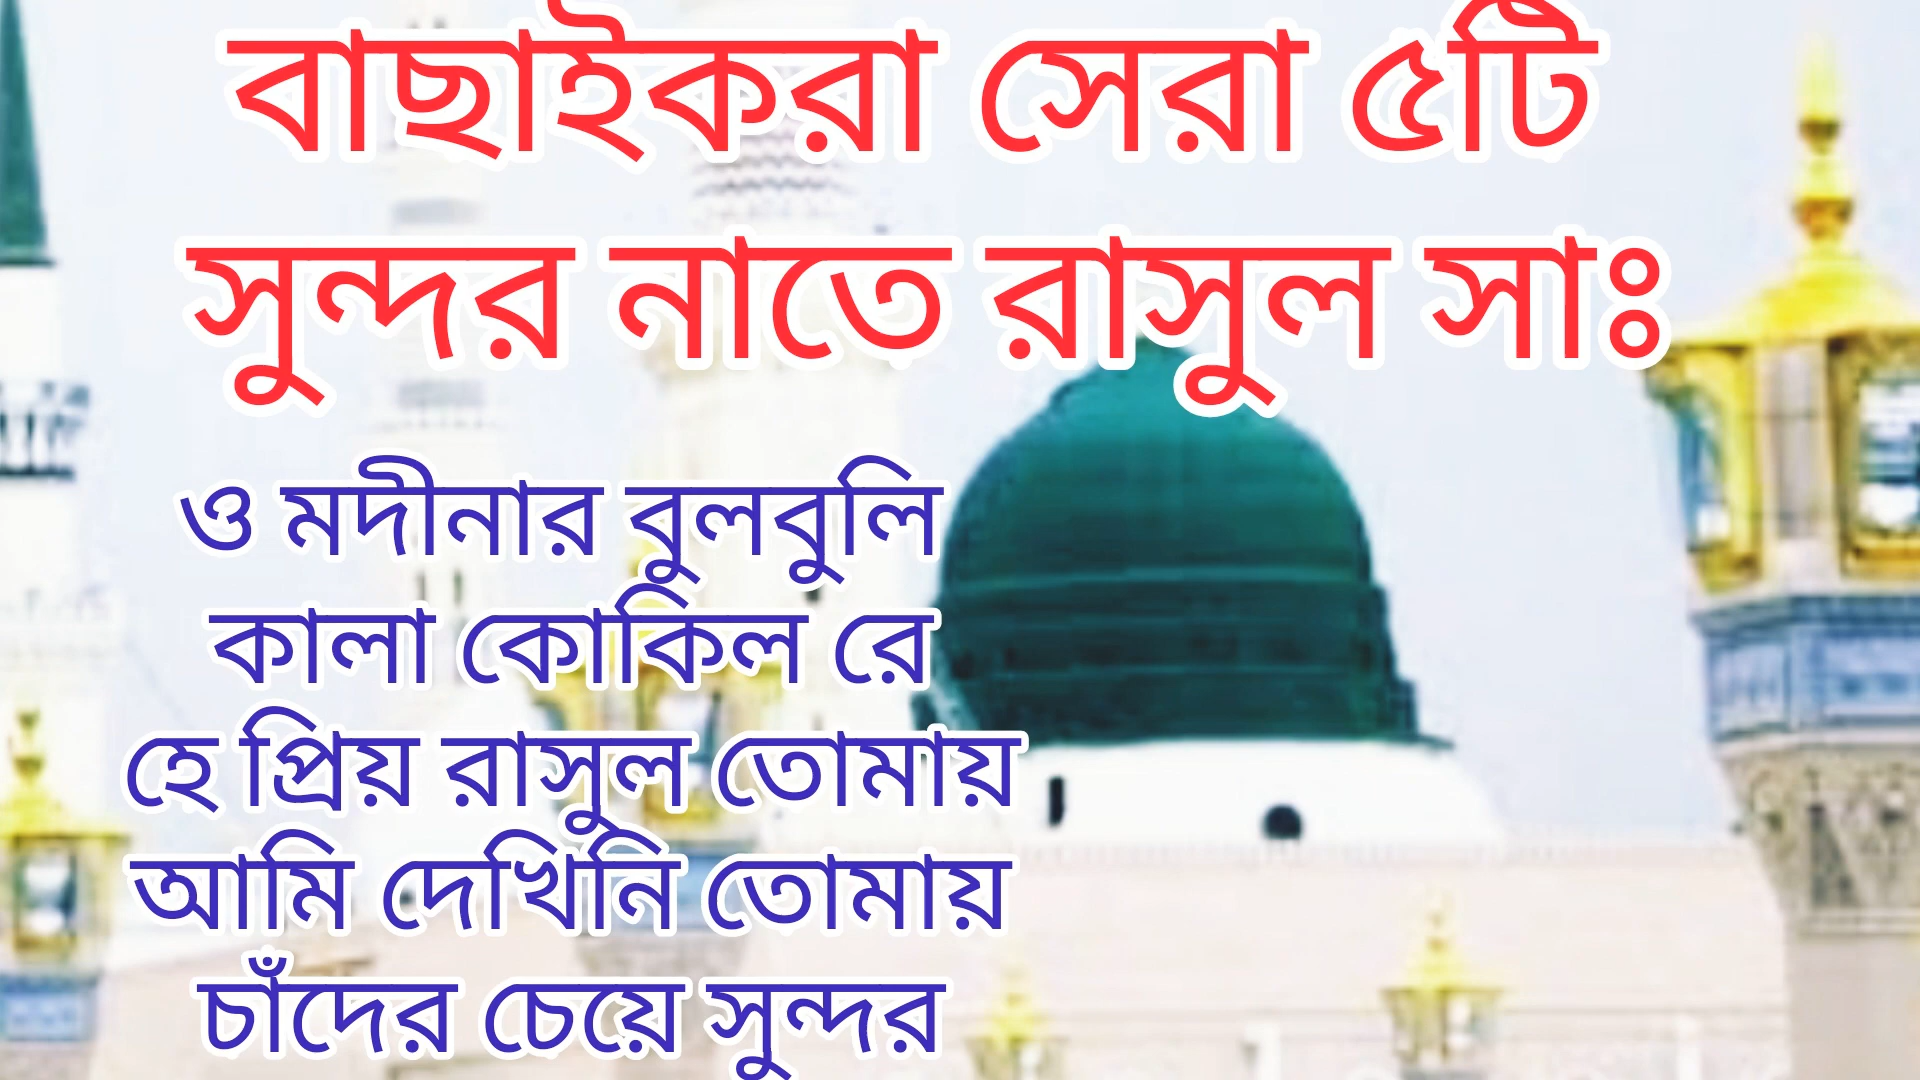 বাছাইকরা সেরা ৫টি
সুন্দর নাতে রাসুল সাঃ
ও মদীনার বুলবুলি
কালা কোকিল রে
হে প্রিয় রাসুল তোমায়
আমি দেখিনি তোমায়
চাঁদের চেয়ে সুন্দর